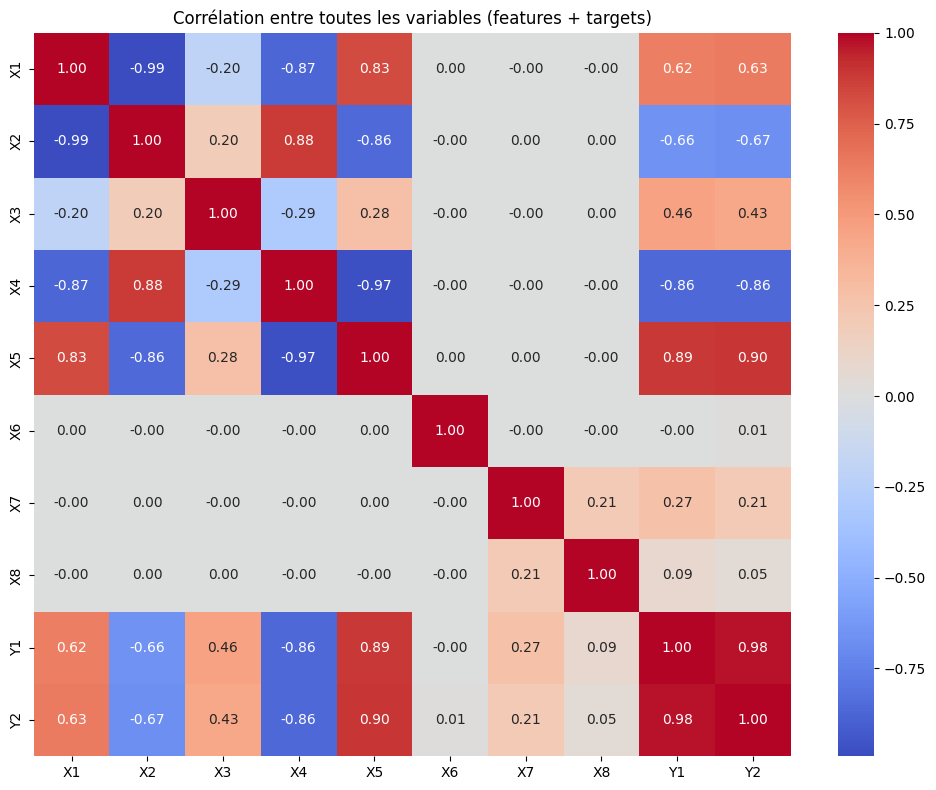 Corrélation entre toutes les variables (features + targets)
X1 1.00 -0.99 -0.20 -0.87 0.83 0.00 -0.00 -0.00 0.62 0.63
X2 -0.99 1.00 0.20 0.88 -0.86 -0.00 0.00 0.00 -0.66 -0.67
X3 -0.20 0.20 1.00 -0.29 0.28 -0.00 -0.00 0.00 0.46 0.43
X4 -0.87 0.88 -0.29 1.00 -0.97 -0.00 -0.00 -0.00 -0.86 -0.86
X5 0.83 -0.86 0.28 -0.97 1.00 0.00 0.00 -0.00 0.89 0.90
X6 0.00 -0.00 -0.00 -0.00 0.00 1.00 -0.00 -0.00 -0.00 0.01
X7 -0.00 0.00 -0.00 -0.00 0.00 -0.00 1.00 0.21 0.27 0.21
X8 -0.00 0.00 0.00 -0.00 -0.00 -0.00 0.21 1.00 0.09 0.05
Y1 0.62 -0.66 0.46 -0.86 0.89 -0.00 0.27 0.09 1.00 0.98
Y2 0.63 -0.67 0.43 -0.86 0.90 0.01 0.21 0.05 0.98 1.00
X1 X2 X3 X4 X5 X6 X7 X8 Y1 Y2
1.00
0.75
0.50
0.25
0.00
−0.25
−0.50
−0.75